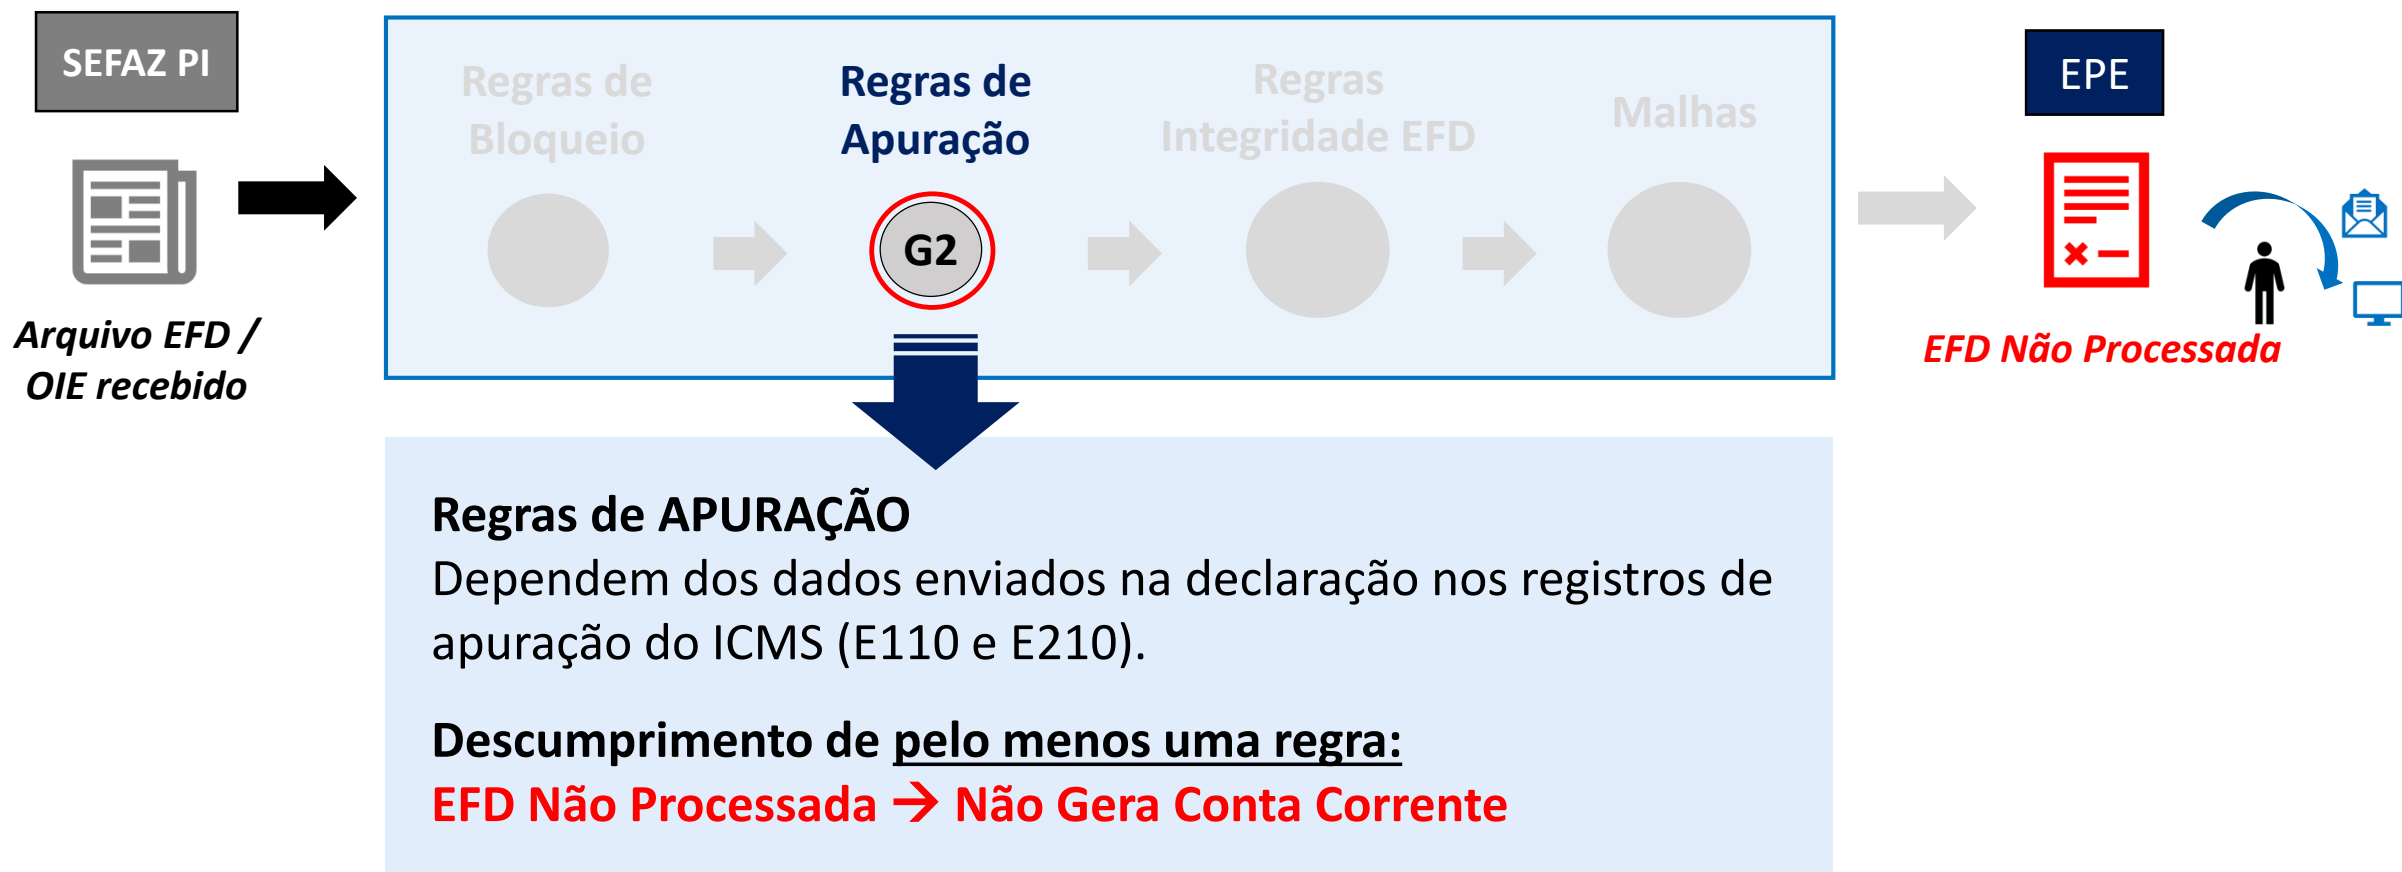 SEFAZ PI
Arquivo EFD /
OIE recebido
Regras de
Bloqueio
Regras de
Apuração
G2
Regras
Integridade EFD
Malhas
EPE
EFD Não Processada
Regras de APURAÇÃO
Dependem dos dados enviados na declaração nos registros de
apuração do ICMS (E110 e E210).
Descumprimento de pelo menos uma regra:
EFD Não Processada → Não Gera Conta Corrente